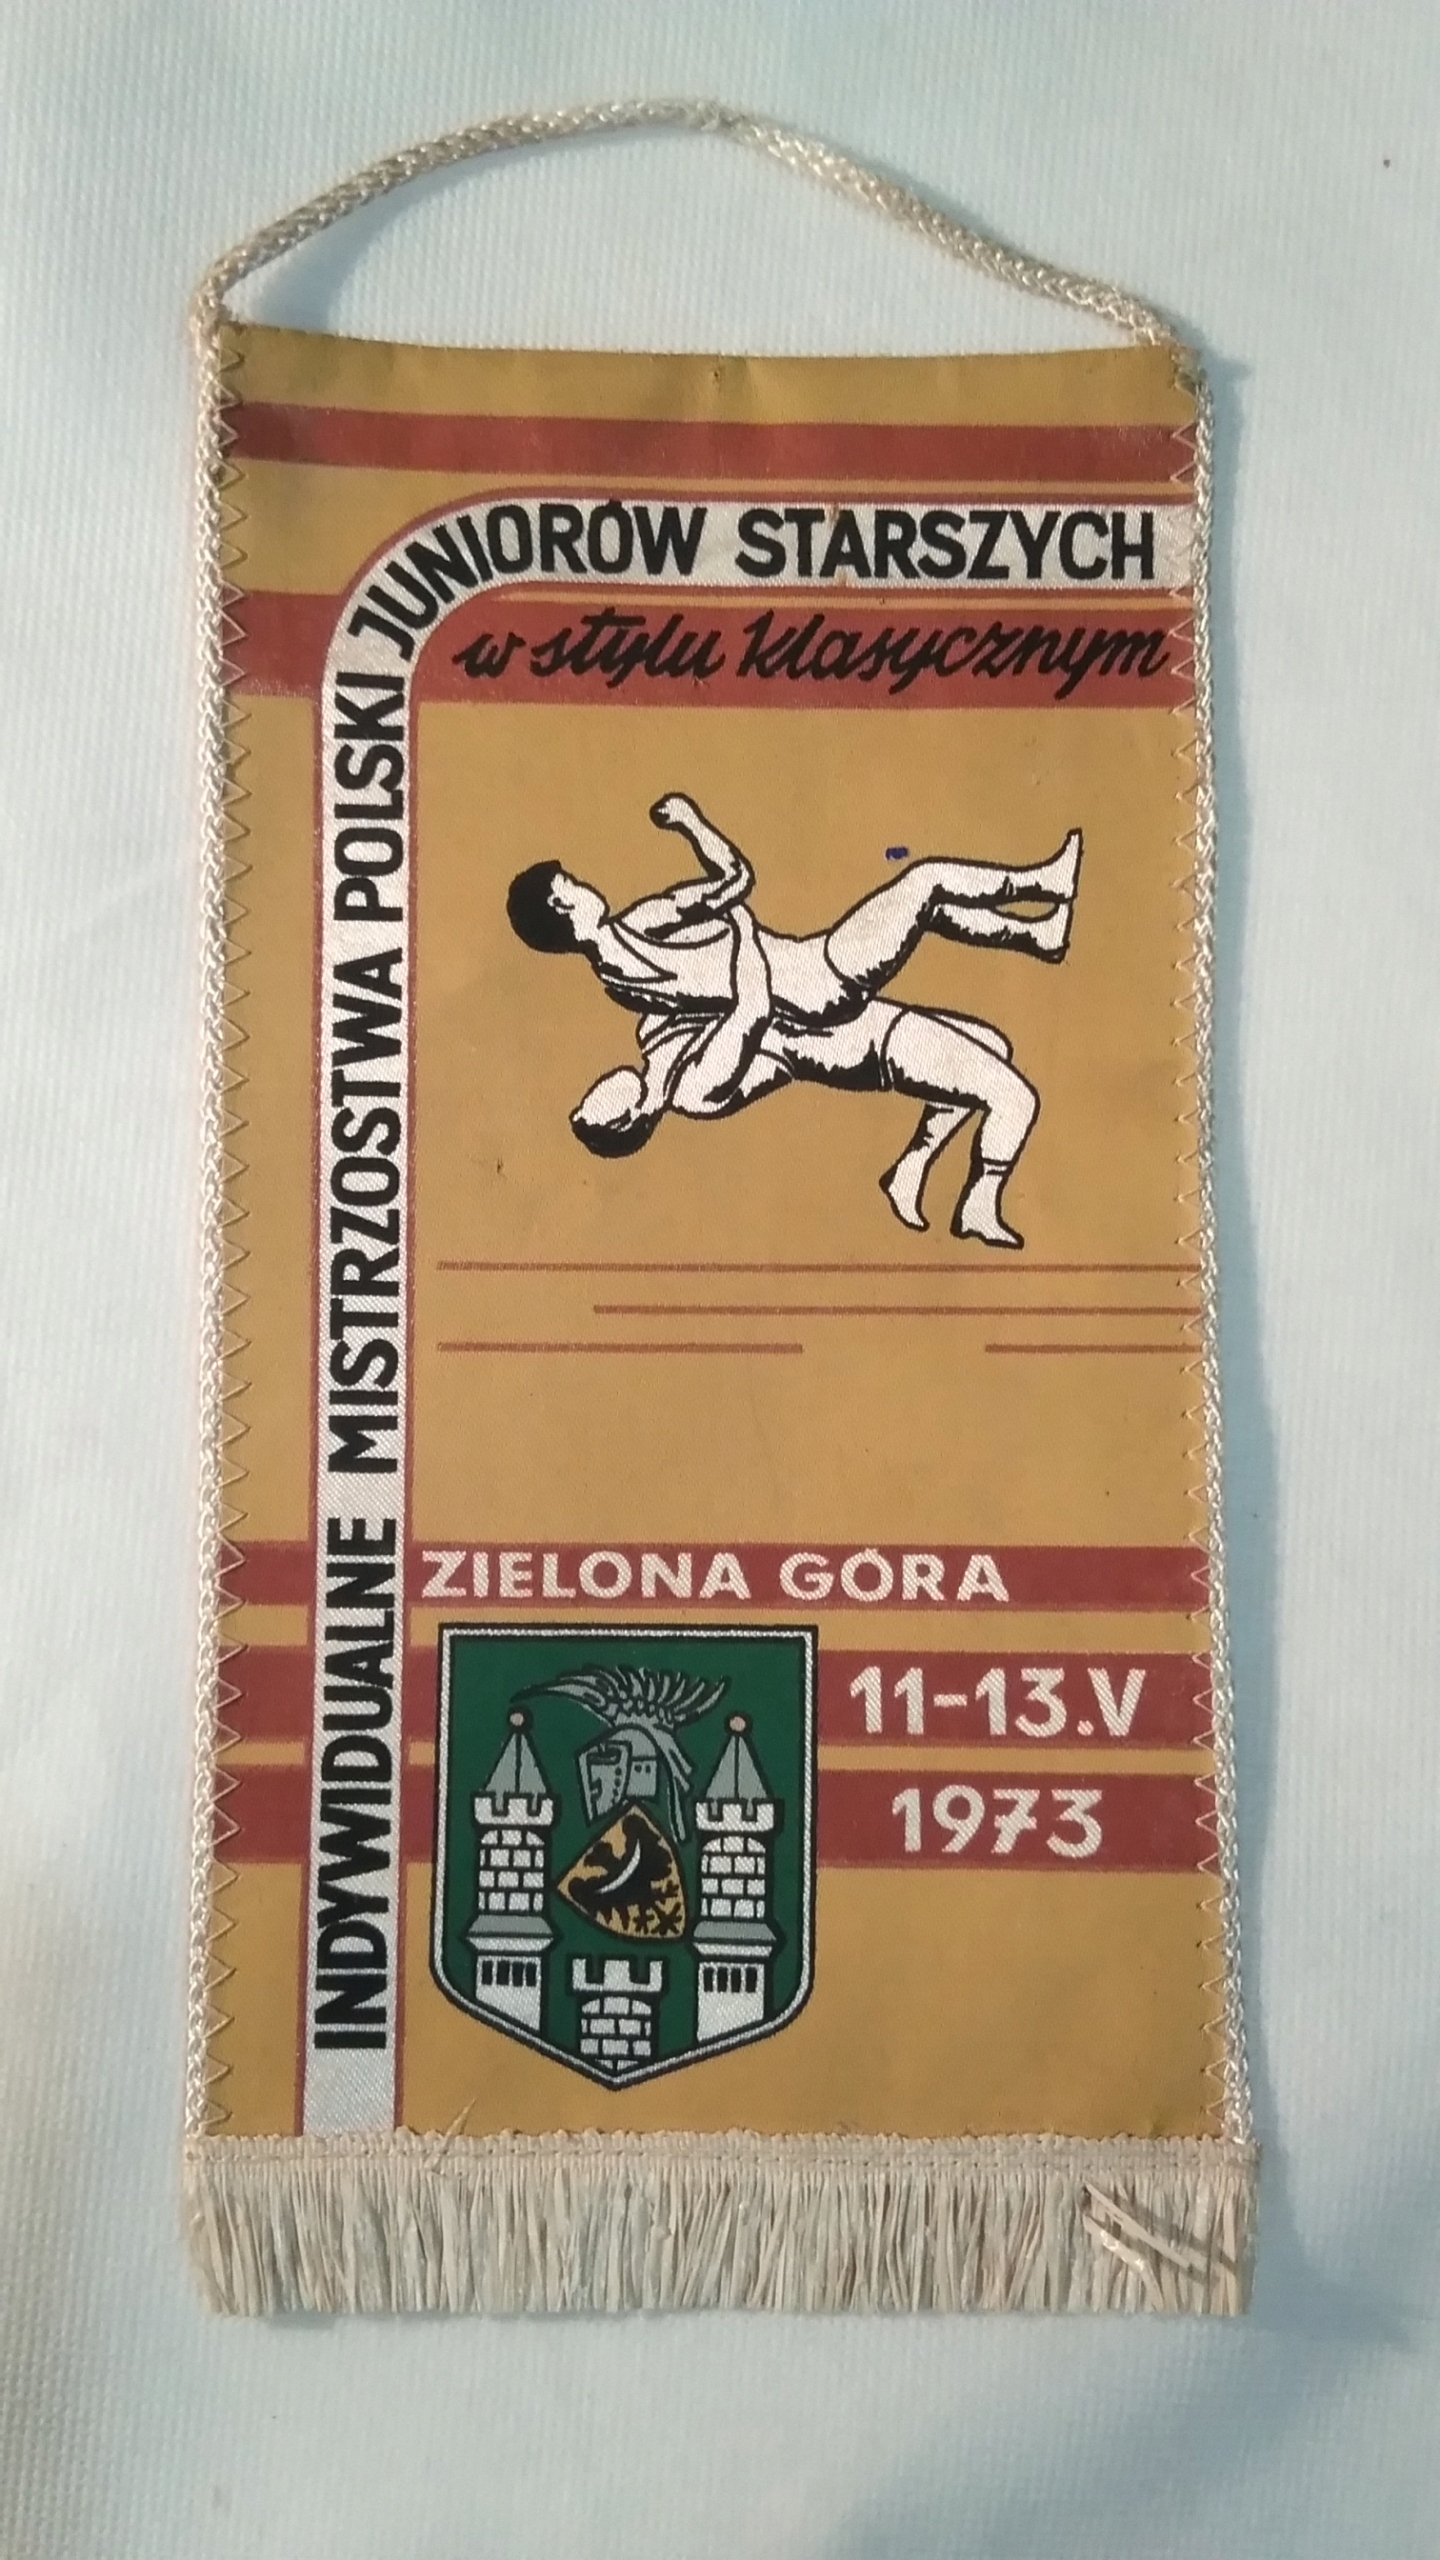 INDYWIDUALNE MISTRZOSTWA POLSKI JUNIORÓW STARSZYCH
w stylu klasycznym
ZIELONA GÓRA
11-13.V
1973